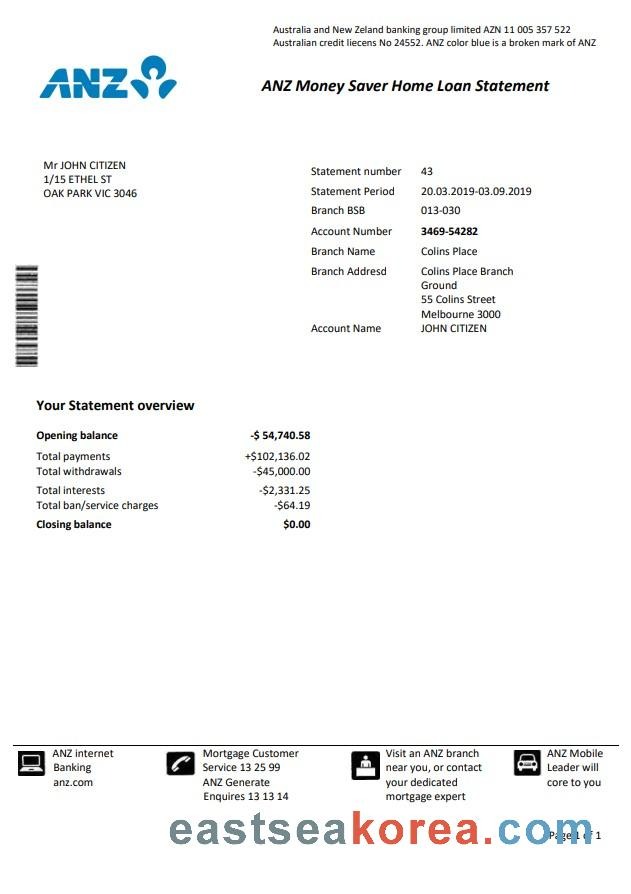 Australia and New Zeland banking group limited AZN 11 005 357 522
Australian credit liecens No 24552. ANZ color blue is a broken mark of ANZ
ANZ
ANZ Money Saver Home Loan Statement
Mr JOHN CITIZEN
1/15 ETHEL ST
OAK PARK VIC 3046
Statement number 43
Statement Period 20.03.2019-03.09.2019
Branch BSB 013-030
Account Number 3469-54282
Branch Name Colins Place
Branch Addresd Colins Place Branch
Ground
55 Colins Street
Melbourne 3000
Account Name JOHN CITIZEN
Your Statement overview
Opening balance -$ 54,740.58
Total payments +$102,136.02
Total withdrawals -$45,000.00
Total interests -$2,331.25
Total ban/service charges -$64.19
Closing balance $0.00
ANZ internet
Banking
anz.com
Mortgage Customer
Service 13 25 99
ANZ Generate
Enquires 13 13 14
Visit an ANZ branch
near you, or contact
your dedicated
mortgage expert
ANZ Mobile
Leader will
core to you
eastseakorea.com
Page 1 of 1